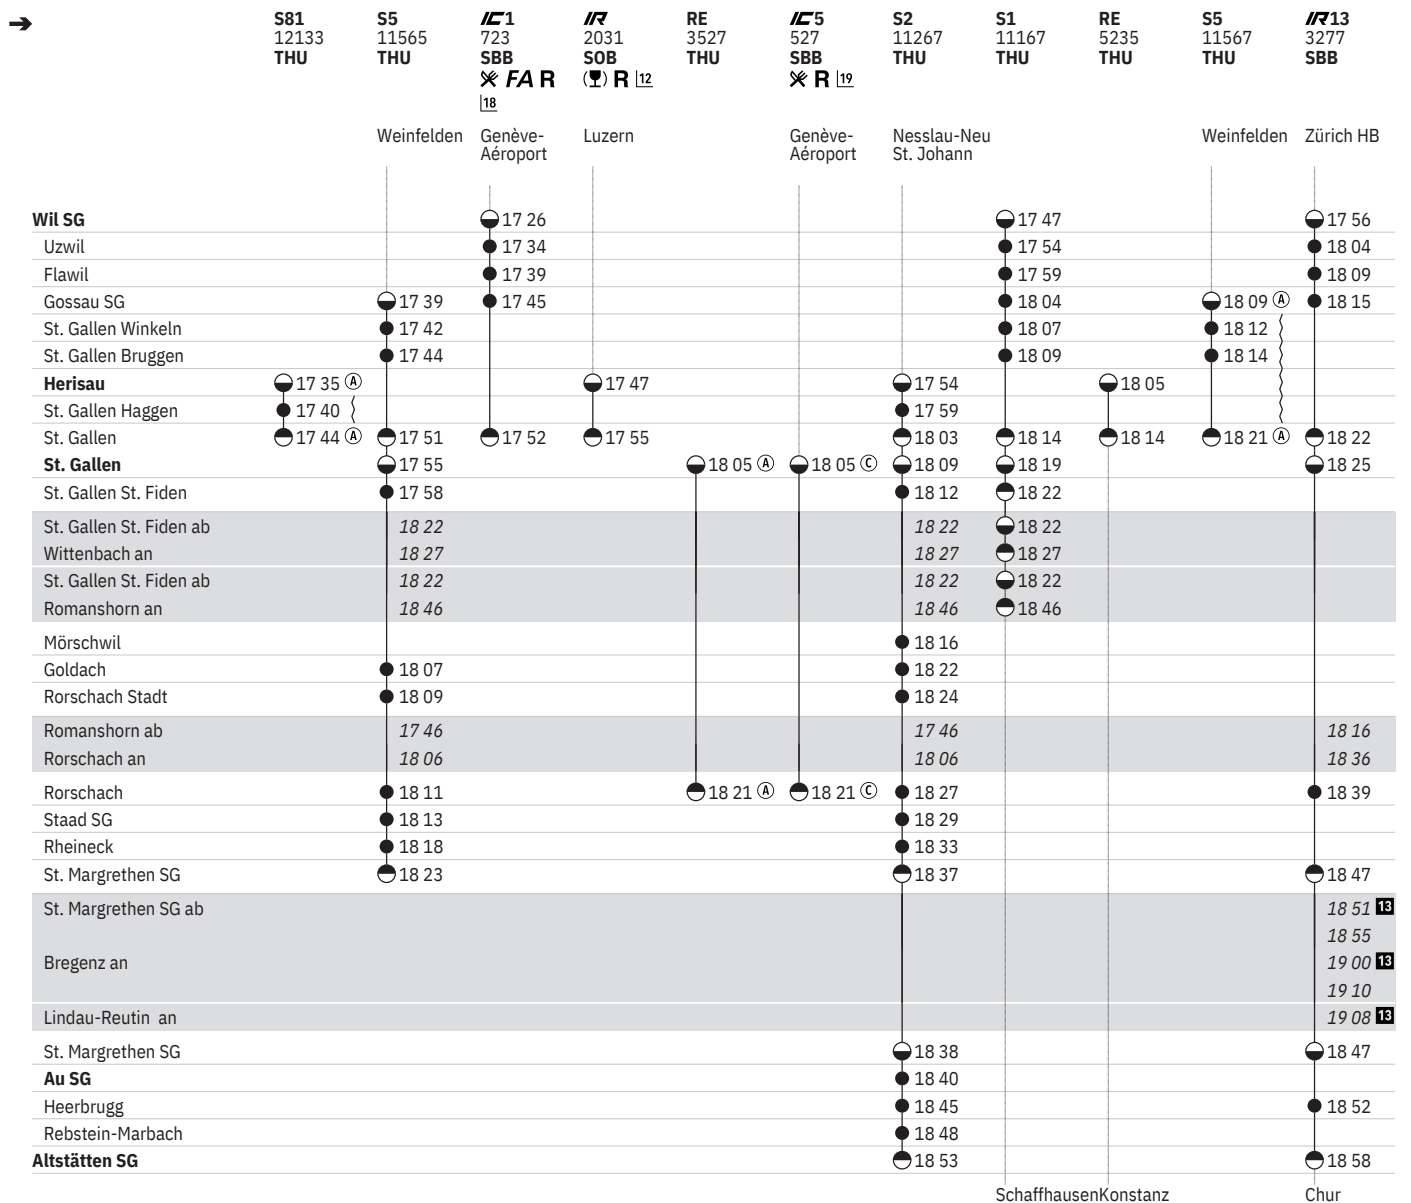 ➔ S81 S5 IC1 IR RE IC5 S2 S1 RE S5 IR13
12133 11565 723 2031 3527 527 11267 11167 5235 11567 3277
THU THU SBB SOB THU SBB THU THU THU THU SBB
FA R R 12 R 19
18
Weinfelden Genève- Luzern Genève- Nesslau-Neu Weinfelden Zürich HB
Aéroport Aéroport St. Johann
Wil SG 17 26 17 47 17 56
Uzwil 17 34 17 54 18 04
Flawil 17 39 17 59 18 09
Gossau SG 17 39 17 45 18 04 18 09 Ⓐ 18 15
St. Gallen Winkeln 17 42 18 07 18 12
St. Gallen Bruggen 17 44 18 09 18 14
Herisau 17 35 Ⓐ 17 47 17 54 18 05
St. Gallen Haggen 17 40 17 59
St. Gallen 17 44 Ⓐ 17 51 17 52 17 55 18 03 18 14 18 14 18 21 Ⓐ 18 22
St. Gallen 17 55 18 05 Ⓐ 18 05 Ⓒ 18 09 18 19 18 25
St. Gallen St. Fiden 17 58 18 12 18 22
St. Gallen St. Fiden ab 18 22 18 22 18 22
Wittenbach an 18 27 18 27 18 27
St. Gallen St. Fiden ab 18 22 18 22 18 22
Romanshorn an 18 46 18 46 18 46
Mörschwil 18 16
Goldach 18 07 18 22
Rorschach Stadt 18 09 18 24
Romanshorn ab 17 46 17 46 18 16
Rorschach an 18 06 18 06 18 36
Rorschach 18 11 18 21 Ⓐ 18 21 Ⓒ 18 27 18 39
Staad SG 18 13 18 29
Rheineck 18 18 18 33
St. Margrethen SG 18 23 18 37 18 47
St. Margrethen SG ab 18 51 13
18 55
Bregenz an 19 00 13
19 10
Lindau-Reutin an 19 08 13
St. Margrethen SG 18 38 18 47
Au SG 18 40
Heerbrugg 18 45 18 52
Rebstein-Marbach 18 48
Altstätten SG 18 53 18 58
Schaffhausen Konstanz Chur